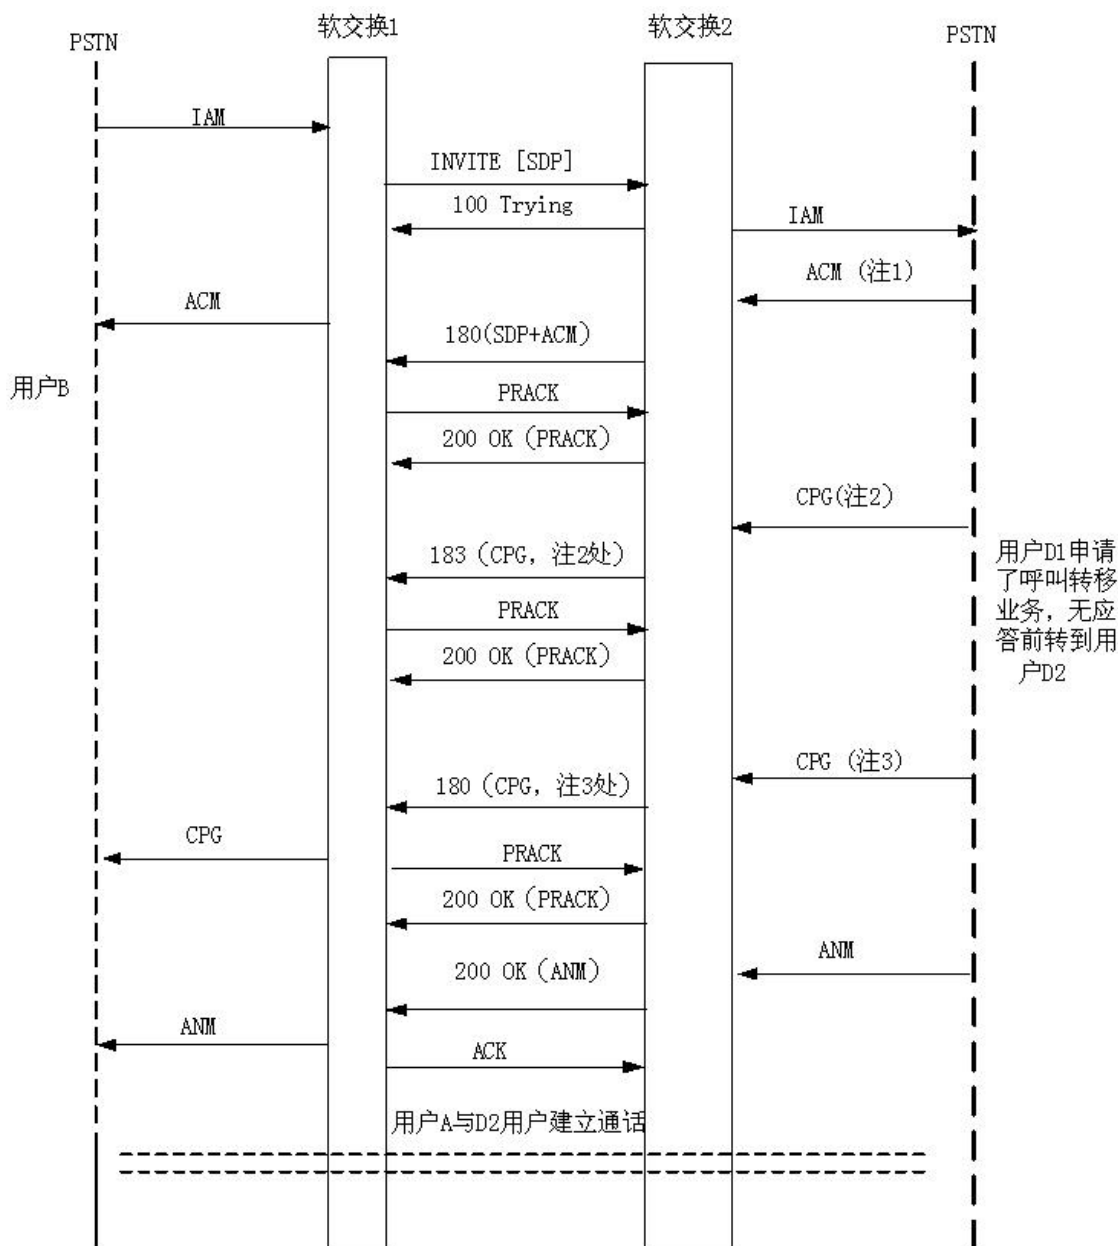 软交换1
软交换2
PSTN
PSTN
IAM
INVITE [SDP]
100 Trying
IAM
ACM (注1)
ACM
180(SDP+ACM)
用户B
PRACK
200 OK (PRACK)
CPG(注2)
183 (CPG, 注2处)
用户D1申请
了呼叫转移
业务, 无应
答前转到用
户D2
PRACK
200 OK (PRACK)
CPG (注3)
180 (CPG, 注3处)
CPG
PRACK
200 OK (PRACK)
ANM
200 OK (ANM)
ANM
ACK
用户A与D2用户建立通话